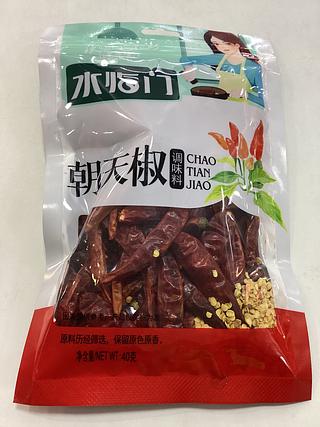 水临门
朝天椒
调味料
CHAO
TIAN
JIAO
原料历经筛选，保留原色原香。
净含量/NET WT: 40克